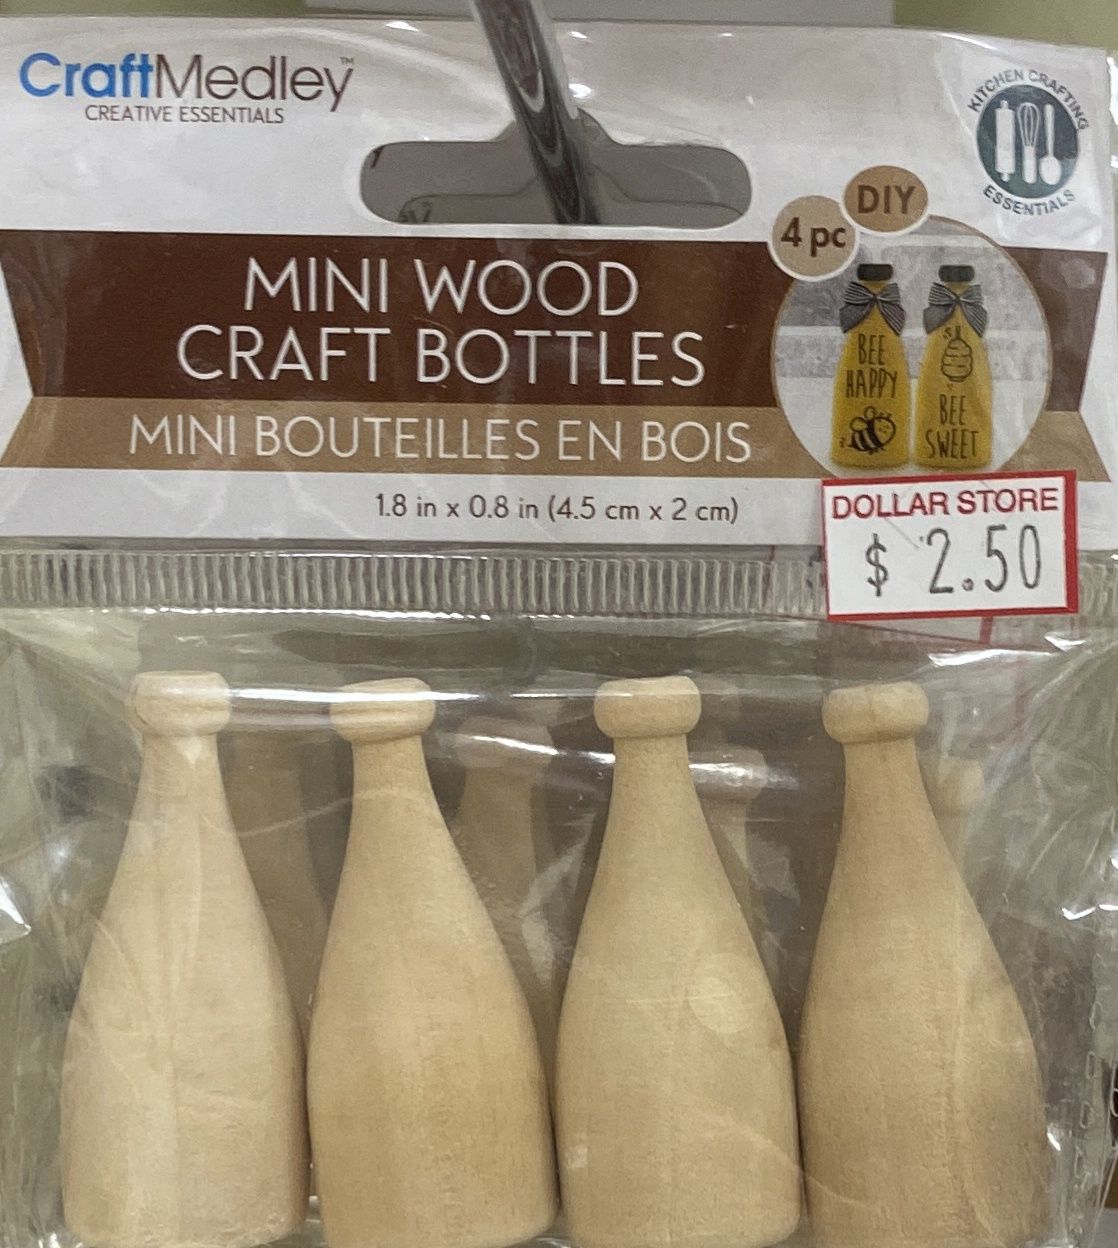 CraftMedley™
CREATIVE ESSENTIALS
KITCHEN CRAFTING
ESSENTIALS
DIY
4 pc
MINI WOOD
CRAFT BOTTLES
MINI BOUTEILLES EN BOIS
1.8 in x 0.8 in (4.5 cm x 2 cm)
BEE
HAPPY
BEE
SWEET
DOLLAR STORE
$ 2.50